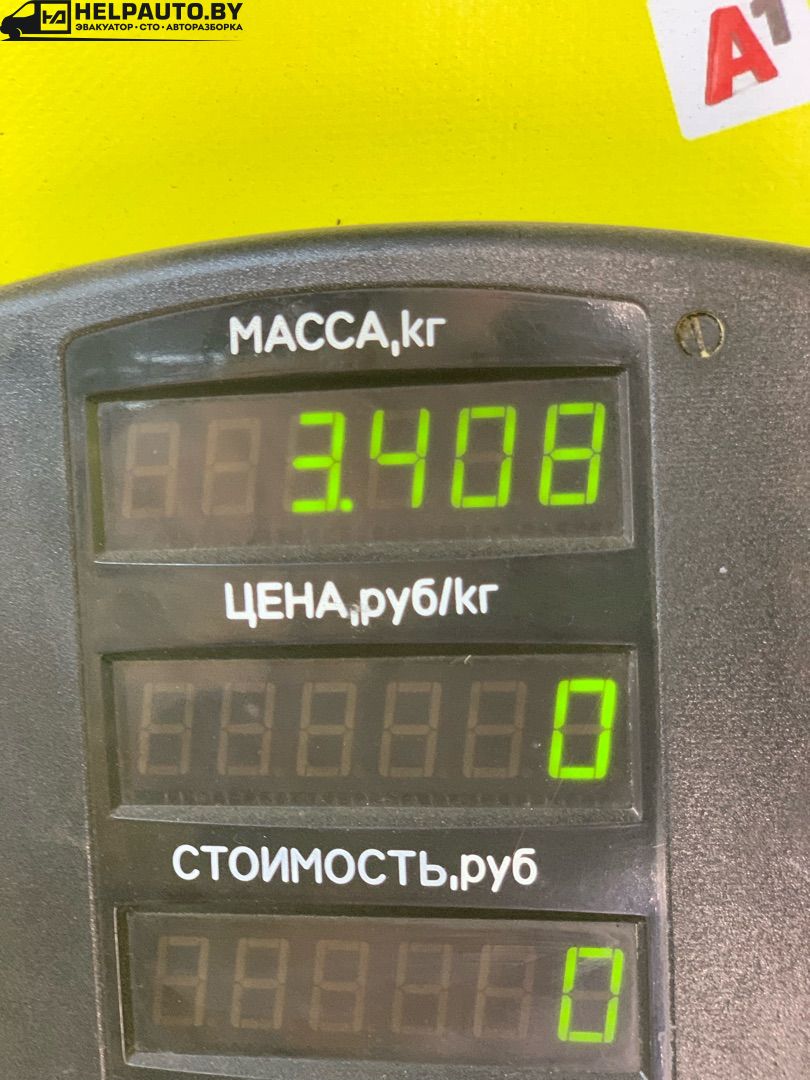 HELPAUTO.BY
ЭВАКУАТОР • СТО • АВТОРАЗБОРКА
A1
МАССА,кг
3.408
ЦЕНА,руб/кг
0
СТОИМОСТЬ,руб
0